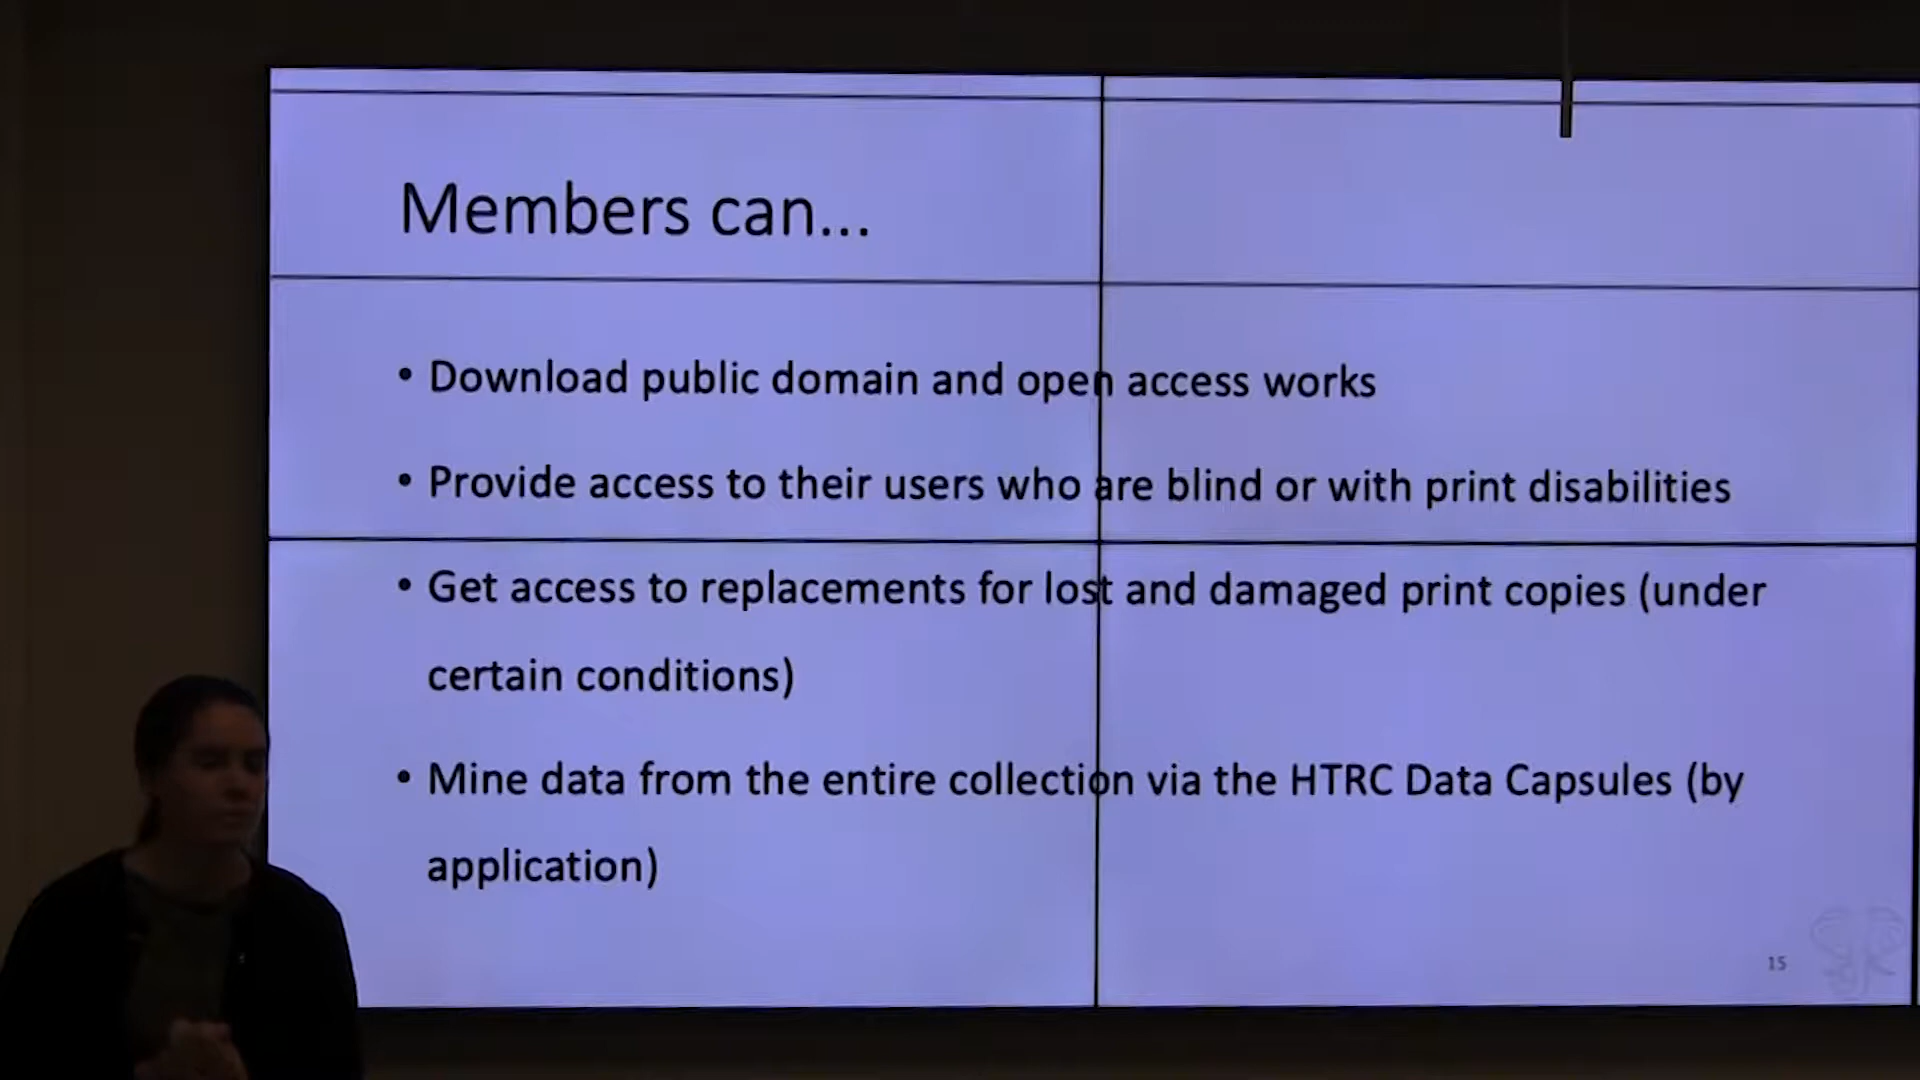 Members can...
• Download public domain and open access works
• Provide access to their users who are blind or with print disabilities
• Get access to replacements for lost and damaged print copies (under
certain conditions)
• Mine data from the entire collection via the HTRC Data Capsules (by
application)
15